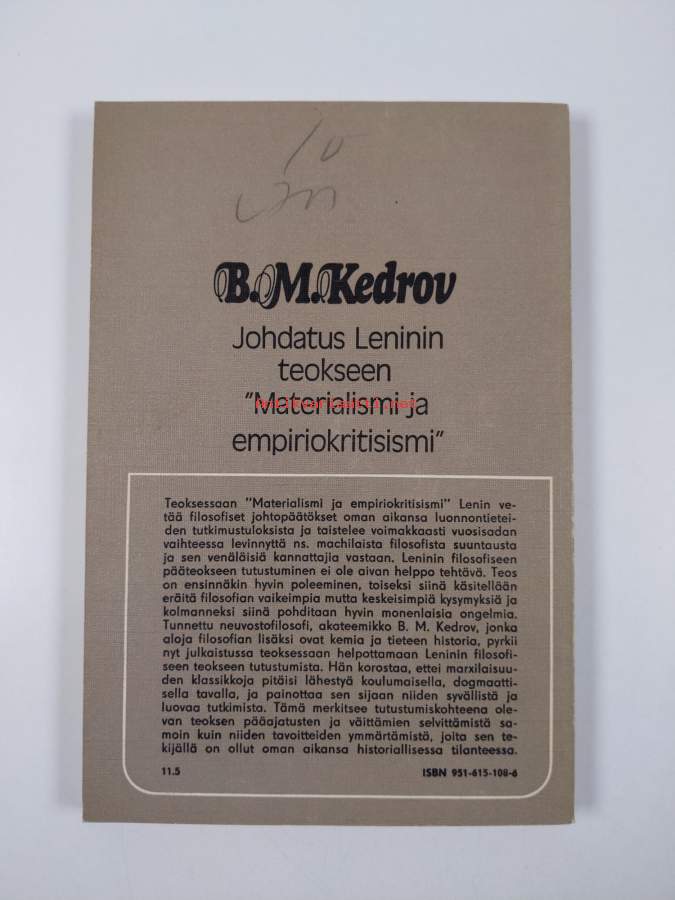 10
B.M.Kedrov
Johdatus Leninin
teokseen
"Materialismi ja
empiriokritisismi"
Teoksessaan "Materialismi ja empiriokritisismi" Lenin ve-
tää filosofiset johtopäätökset oman aikansa luonnontietei-
den tutkimustuloksista ja taistelee voimakkaasti vuosisadan
vaihteessa levinnyttä ns. machilaista filosofista suuntausta
ja sen venäläisiä kannattajia vastaan. Leninin filosofiseen
pääteokseen tutustuminen ei ole aivan helppo tehtävä. Teos
on ensinnäkin hyvin poleeminen, toiseksi siinä käsitellään
eräitä filosofian vaikeimpia mutta keskeisimpiä kysymyksiä ja
kolmanneksi siinä pohditaan hyvin monenlaisia ongelmia.
Tunnettu neuvostofilosofi, akateemikko B. M. Kedrov, jonka
aloja filosofian lisäksi ovat kemia ja tieteen historia, pyrkii
nyt julkaistussa teoksessaan helpottamaan Leninin filosofi-
seen teokseen tutustumista. Hän korostaa, ettei marxilaisuu-
den klassikkoja pitäisi lähestyä koulumaisella, dogmaatti-
sella tavalla, ja painottaa sen sijaan niiden syvällistä ja
luovaa tutkimista. Tämä merkitsee tutustumiskohteena ole-
van teoksen pääajatusten ja väittämien selvittämistä sa-
moin kuin niiden tavoitteiden ymmärtämistä, joita sen te-
kijällä on ollut oman aikansa historiallisessa tilanteessa.
11.5
ISBN 951-615-108-6